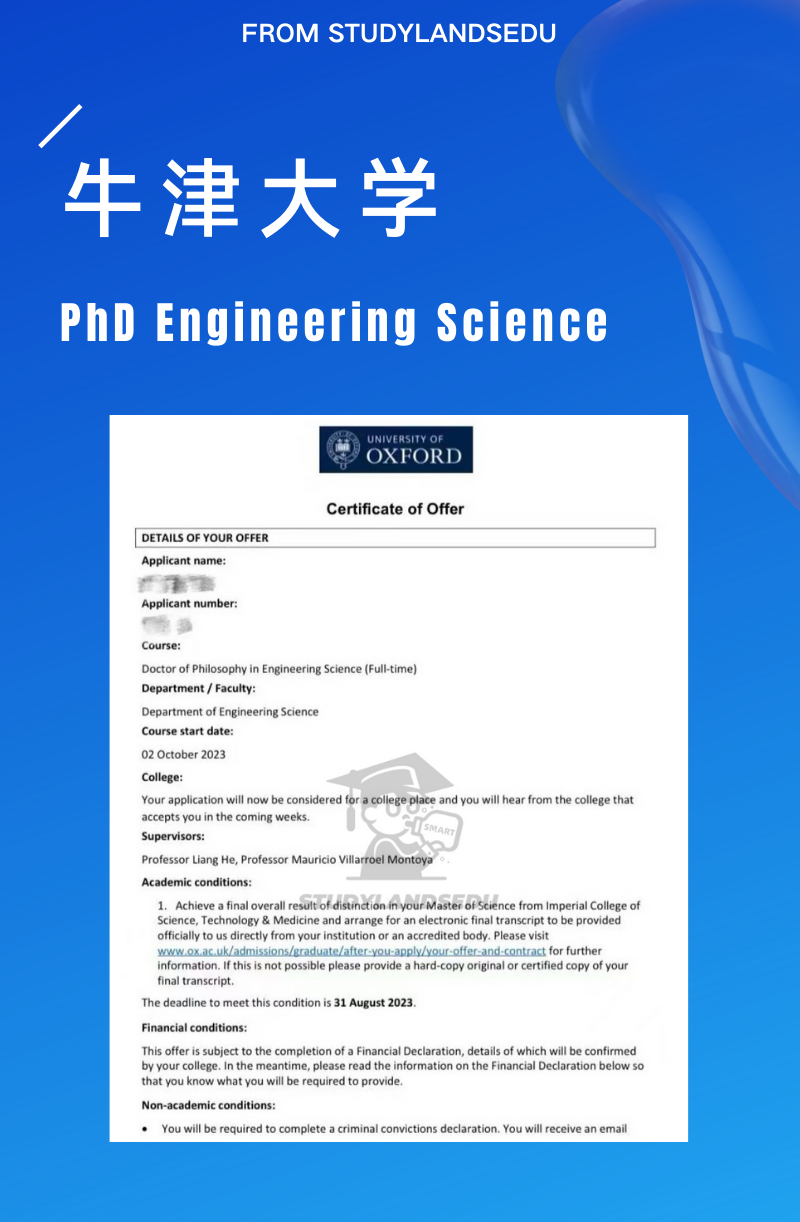 FROM STUDYLANDSEDU
牛津大学
PhD Engineering Science
UNIVERSITY OF
OXFORD
Certificate of Offer
DETAILS OF YOUR OFFER
Applicant name:
Applicant number:
Course:
Doctor of Philosophy in Engineering Science (Full-time)
Department / Faculty:
Department of Engineering Science
Course start date:
02 October 2023
College:
Your application will now be considered for a college place and you will hear from the college that
accepts you in the coming weeks.
SMART
Supervisors:
Professor Liang He, Professor Mauricio Villarroel Montoya
Academic conditions:
STUDYLANDSEDU
1. Achieve a final overall result of distinction in your Master of Science from Imperial College of
Science, Technology & Medicine and arrange for an electronic final transcript to be provided
officially to us directly from your institution or an accredited body. Please visit
www.ox.ac.uk/admissions/graduate/after-you-apply/your-offer-and-contract for further
information. If this is not possible please provide a hard-copy original or certified copy of your
final transcript.
The deadline to meet this condition is 31 August 2023.
Financial conditions:
This offer is subject to the completion of a Financial Declaration, details of which will be confirmed
by your college. In the meantime, please read the information on the Financial Declaration below so
that you know what you will be required to provide.
Non-academic conditions:
• You will be required to complete a criminal convictions declaration. You will receive an email